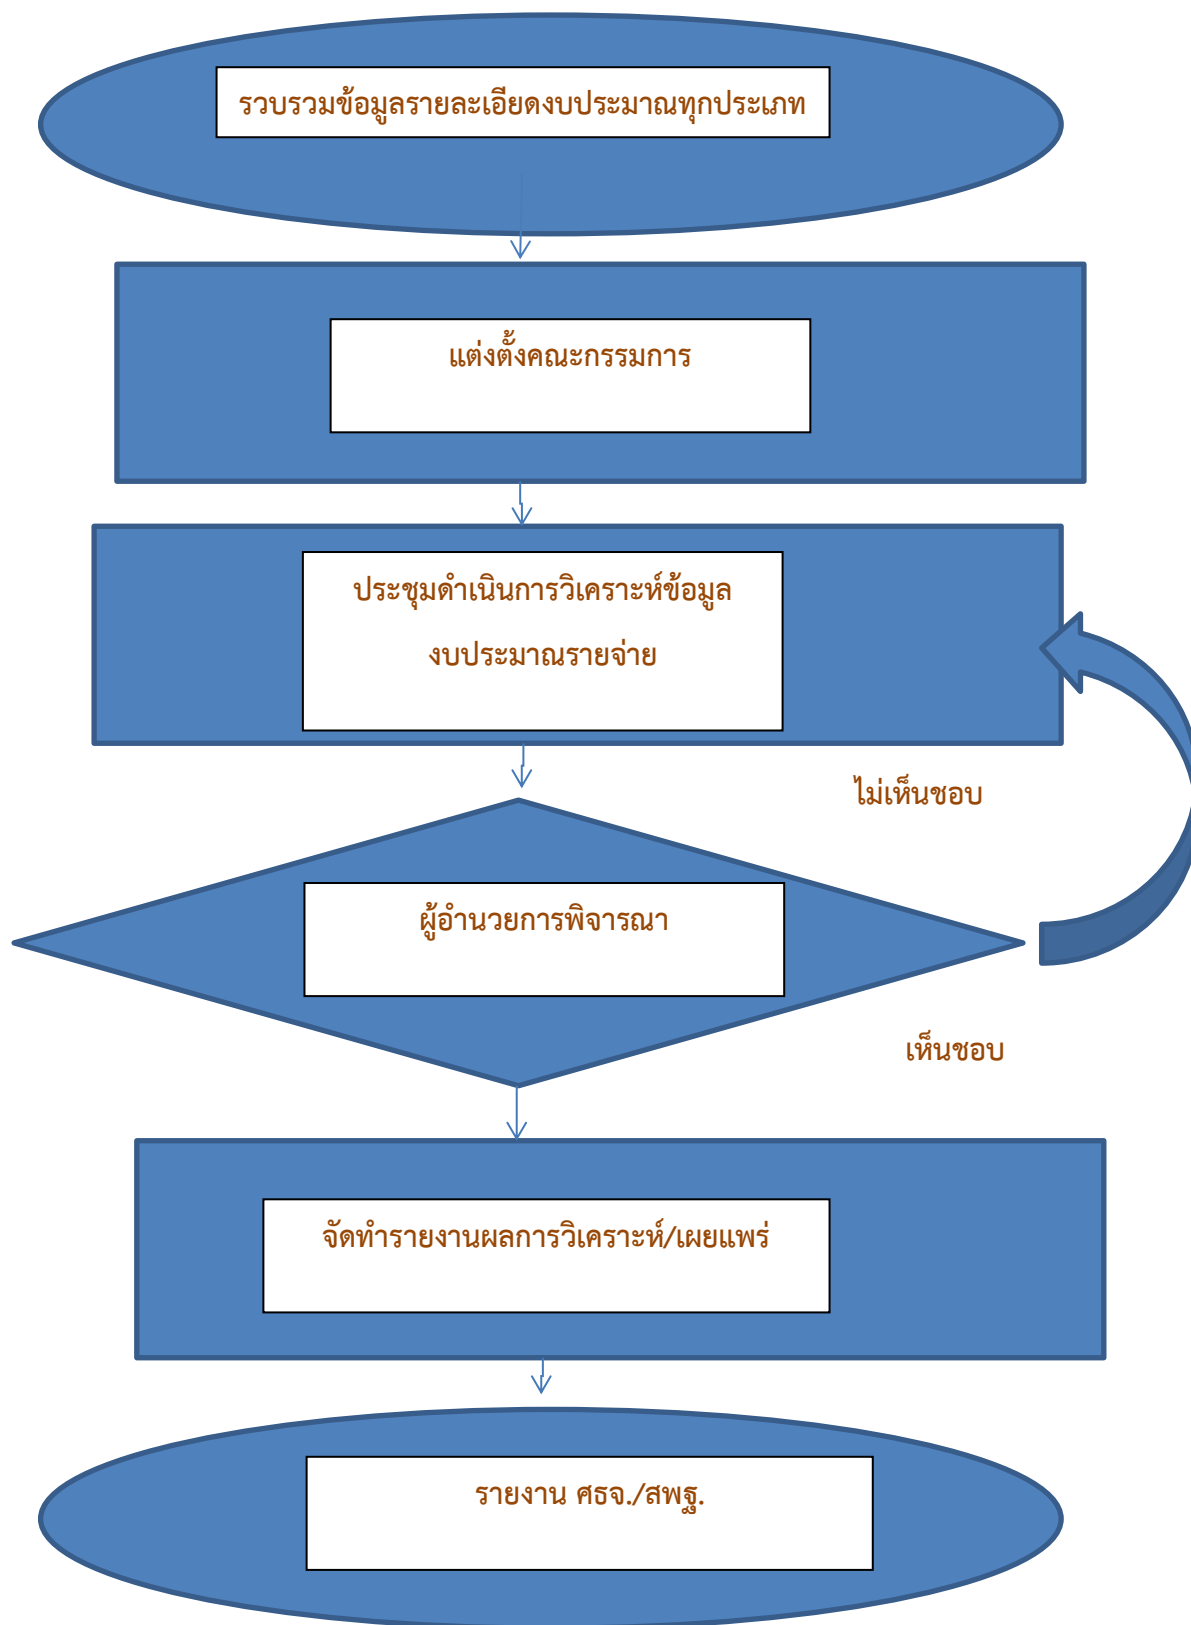 รวบรวมข้อมูลรายละเอียดงบประมาณทุกประเภท
แต่งตั้งคณะกรรมการ
ประชุมดำเนินการวิเคราะห์ข้อมูล
งบประมาณรายจ่าย
ไม่เห็นชอบ
ผู้อำนวยการพิจารณา
เห็นชอบ
จัดทำรายงานผลการวิเคราะห์/เผยแพร่
รายงาน ศธจ./สพฐ.